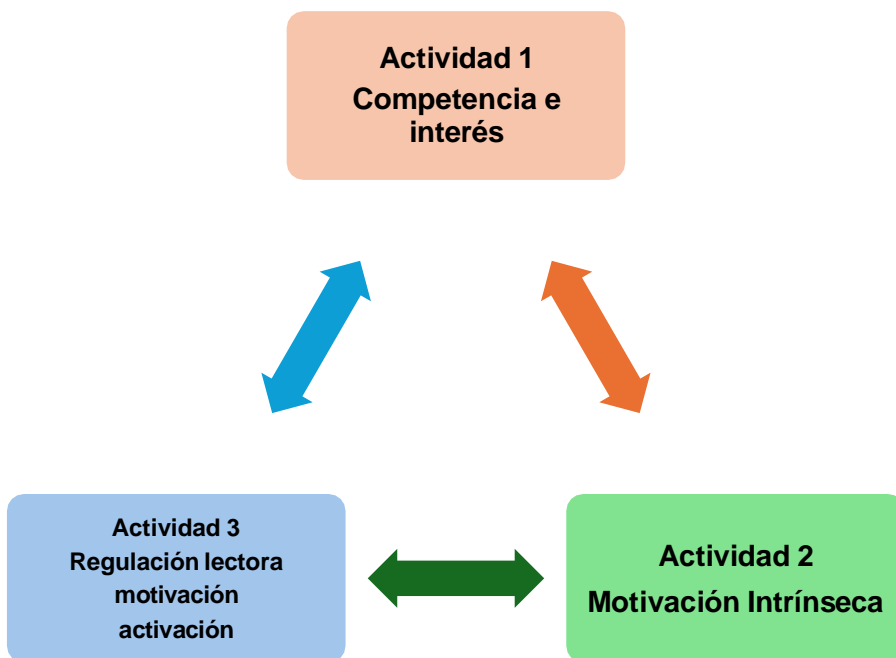 Actividad 1
Competencia e
interés
Actividad 3
Regulación lectora
motivación
activación
Actividad 2
Motivación Intrínseca